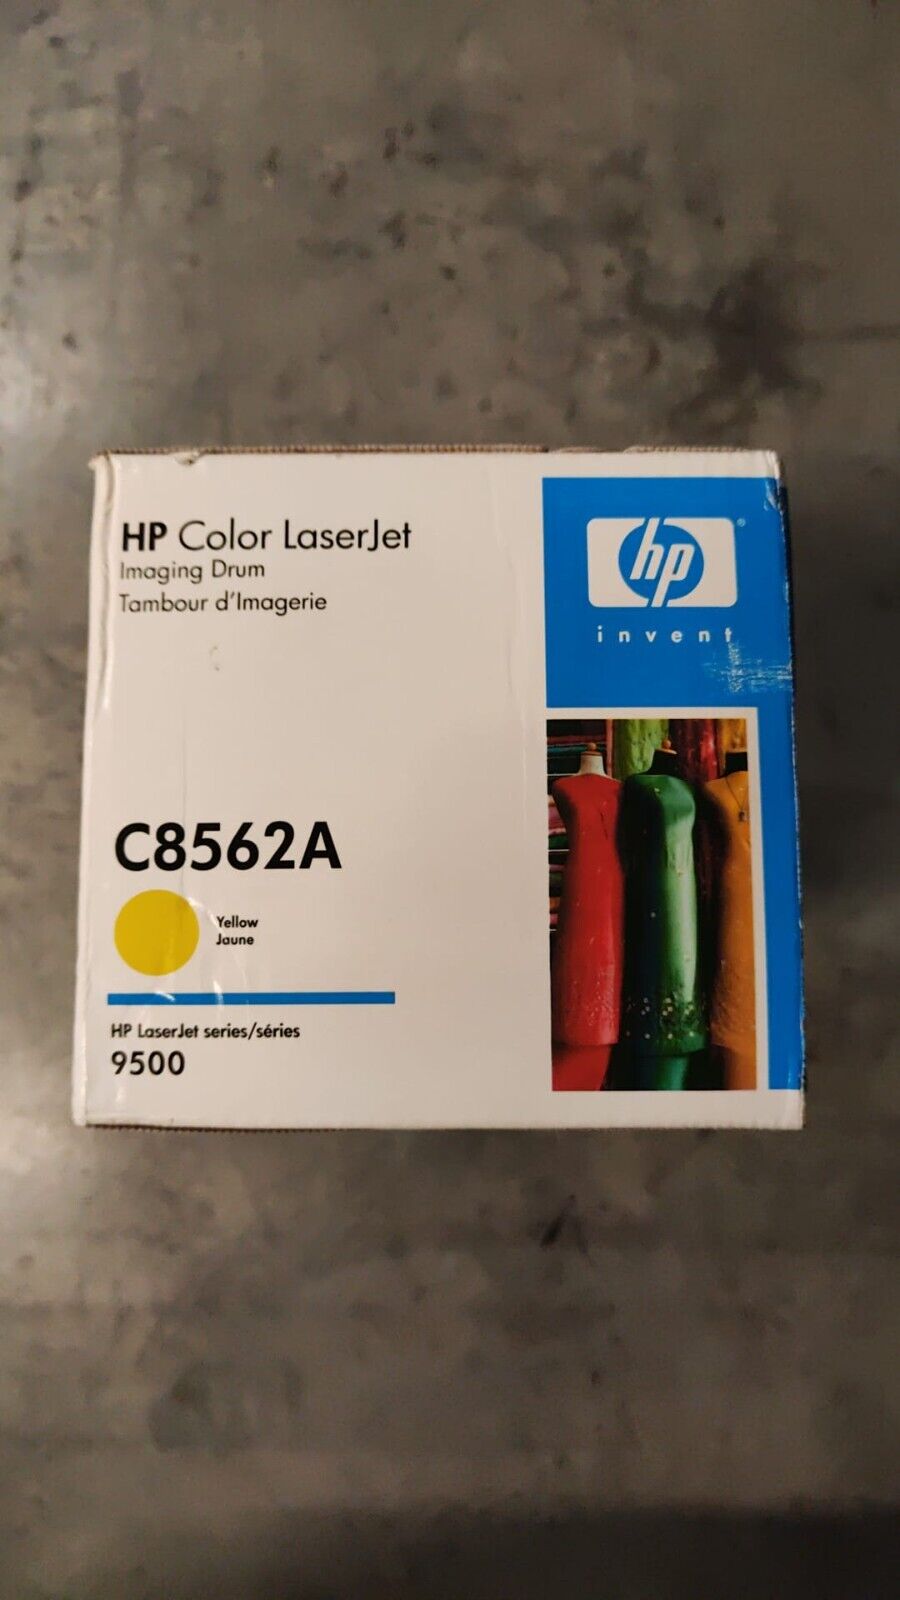 HP Color LaserJet
Imaging Drum
Tambour d'Imagerie
hp®
invent
C8562A
Yellow
Jaune
HP LaserJet series/séries
9500